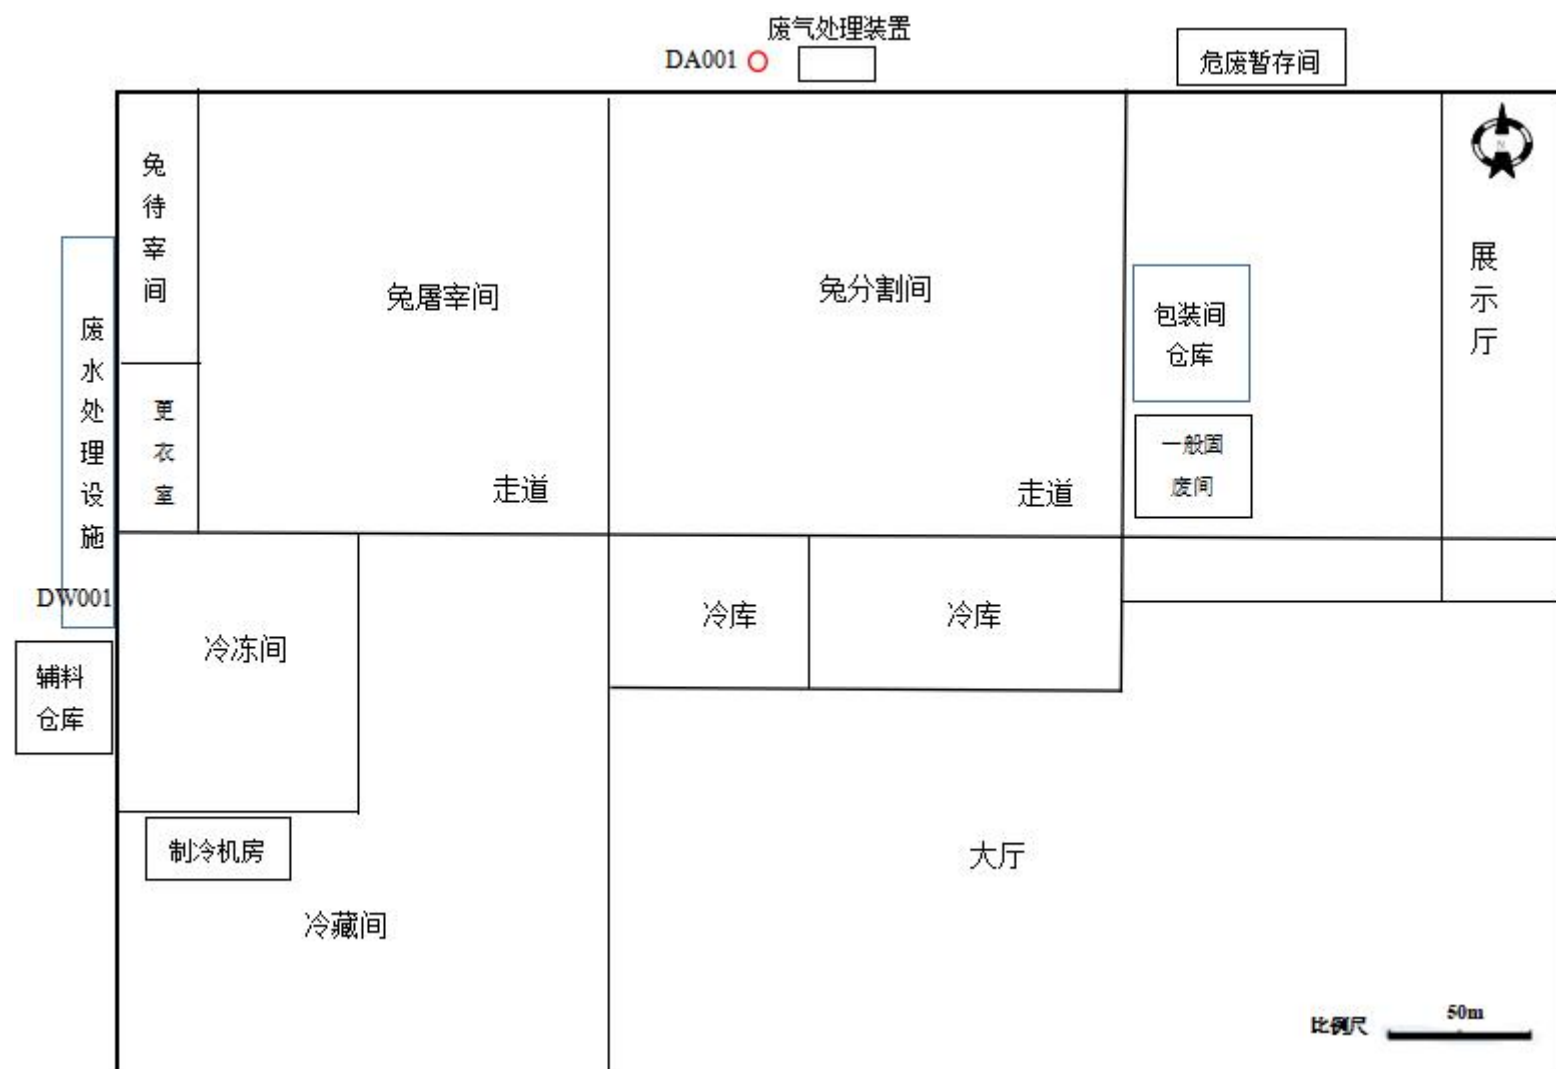 废气处理装置
DA001
危废暂存间
N
兔待宰间
兔屠宰间
兔分割间
包装间
仓库
展示厅
废水处理设施
更衣室
一般固
废间
走道
走道
DW001
冷冻间
冷库
冷库
辅料
仓库
制冷机房
大厅
冷藏间
比例尺
50m